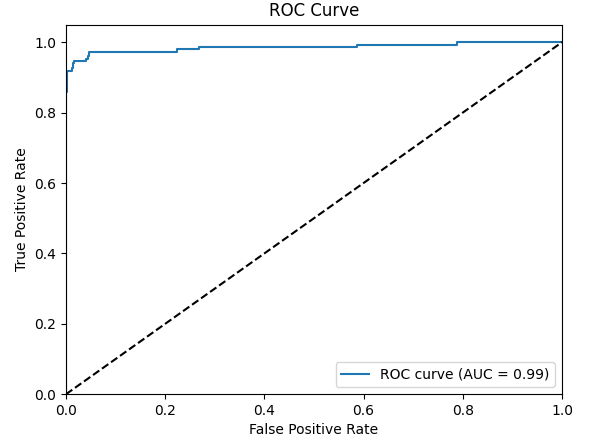 ROC Curve
True Positive Rate
1.0
0.8
0.6
0.4
0.2
0.0
ROC curve (AUC = 0.99)
0.0 0.2 0.4 0.6 0.8 1.0
False Positive Rate